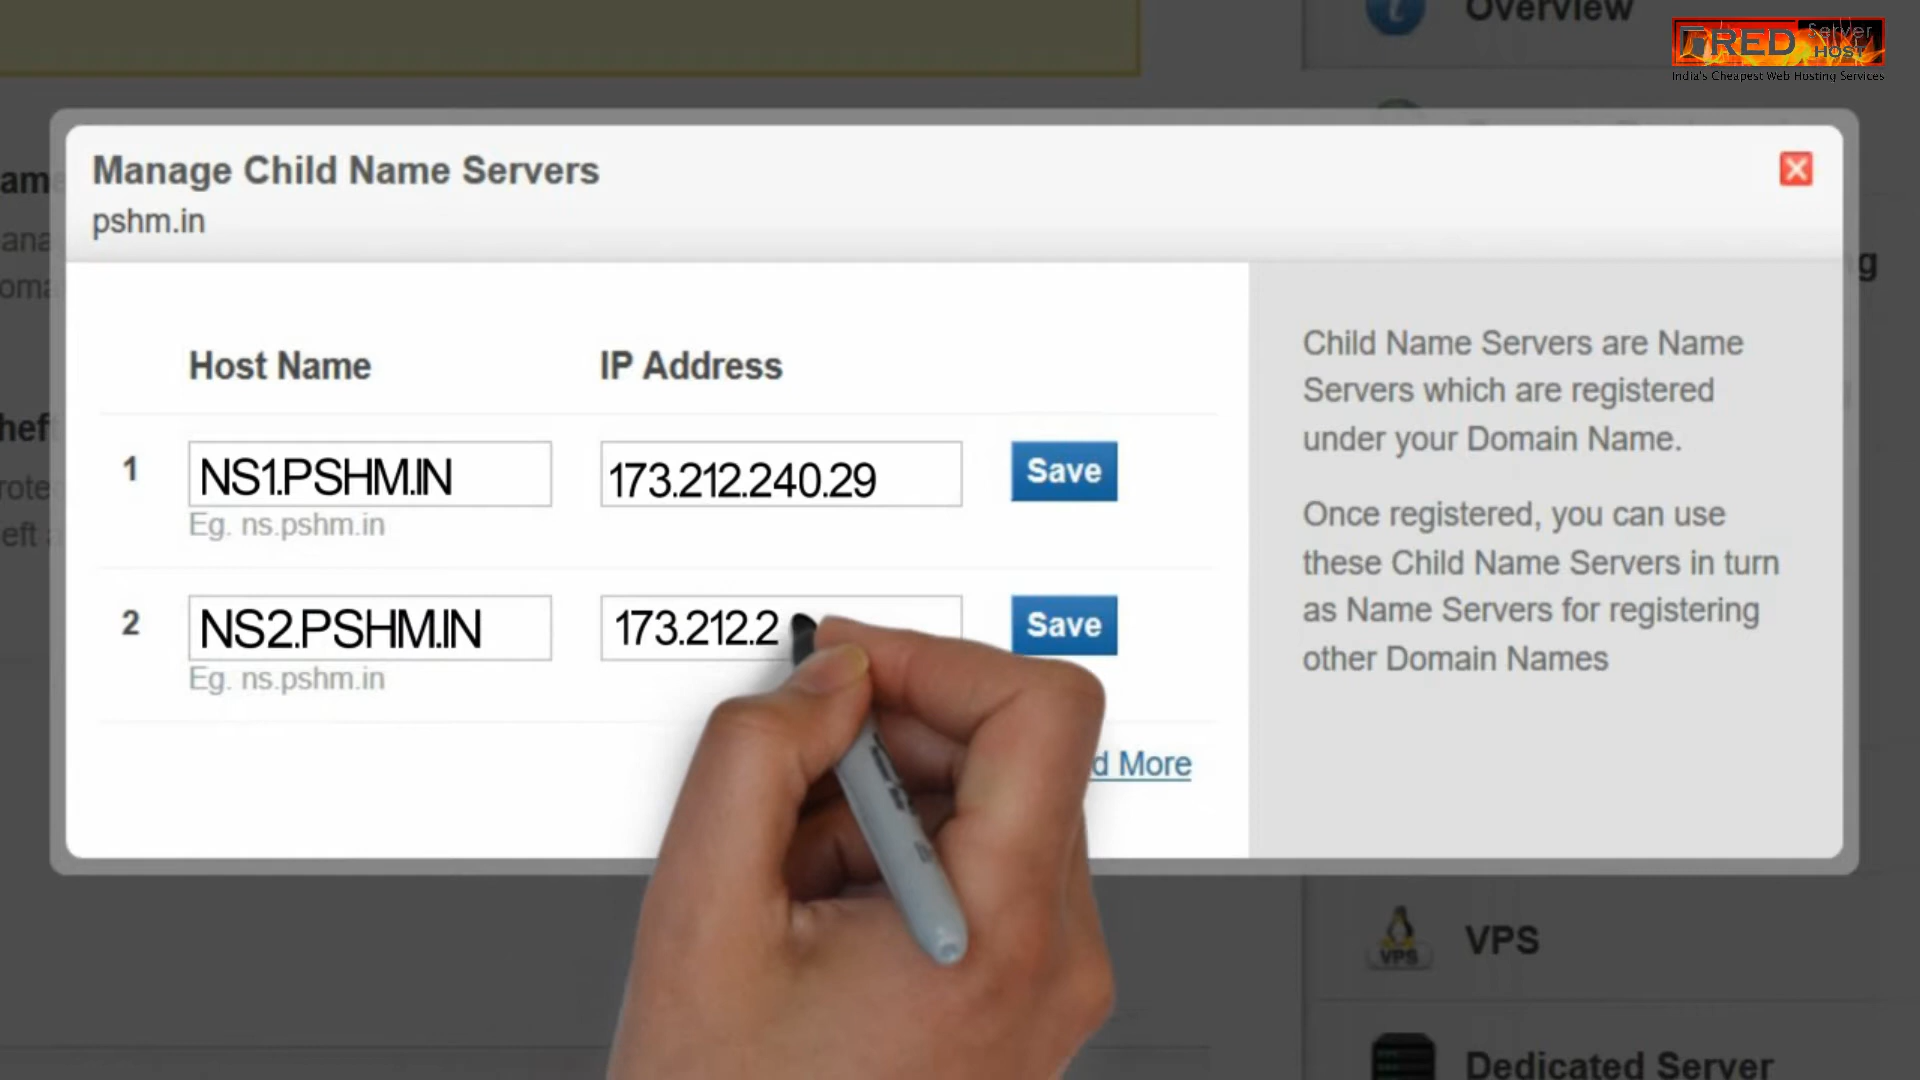 Overview
RED
Server
HOST
India's Cheapest Web Hosting Services
Manage Child Name Servers
pshm.in
Host Name
IP Address
1
NS1.PSHM.IN
173.212.240.29
Save
Eg. ns.pshm.in
2
NS2.PSHM.IN
173.212.2
Save
Eg. ns.pshm.in
d More
Child Name Servers are Name
Servers which are registered
under your Domain Name.
Once registered, you can use
these Child Name Servers in turn
as Name Servers for registering
other Domain Names
VPS
VPS
Dedicated Server